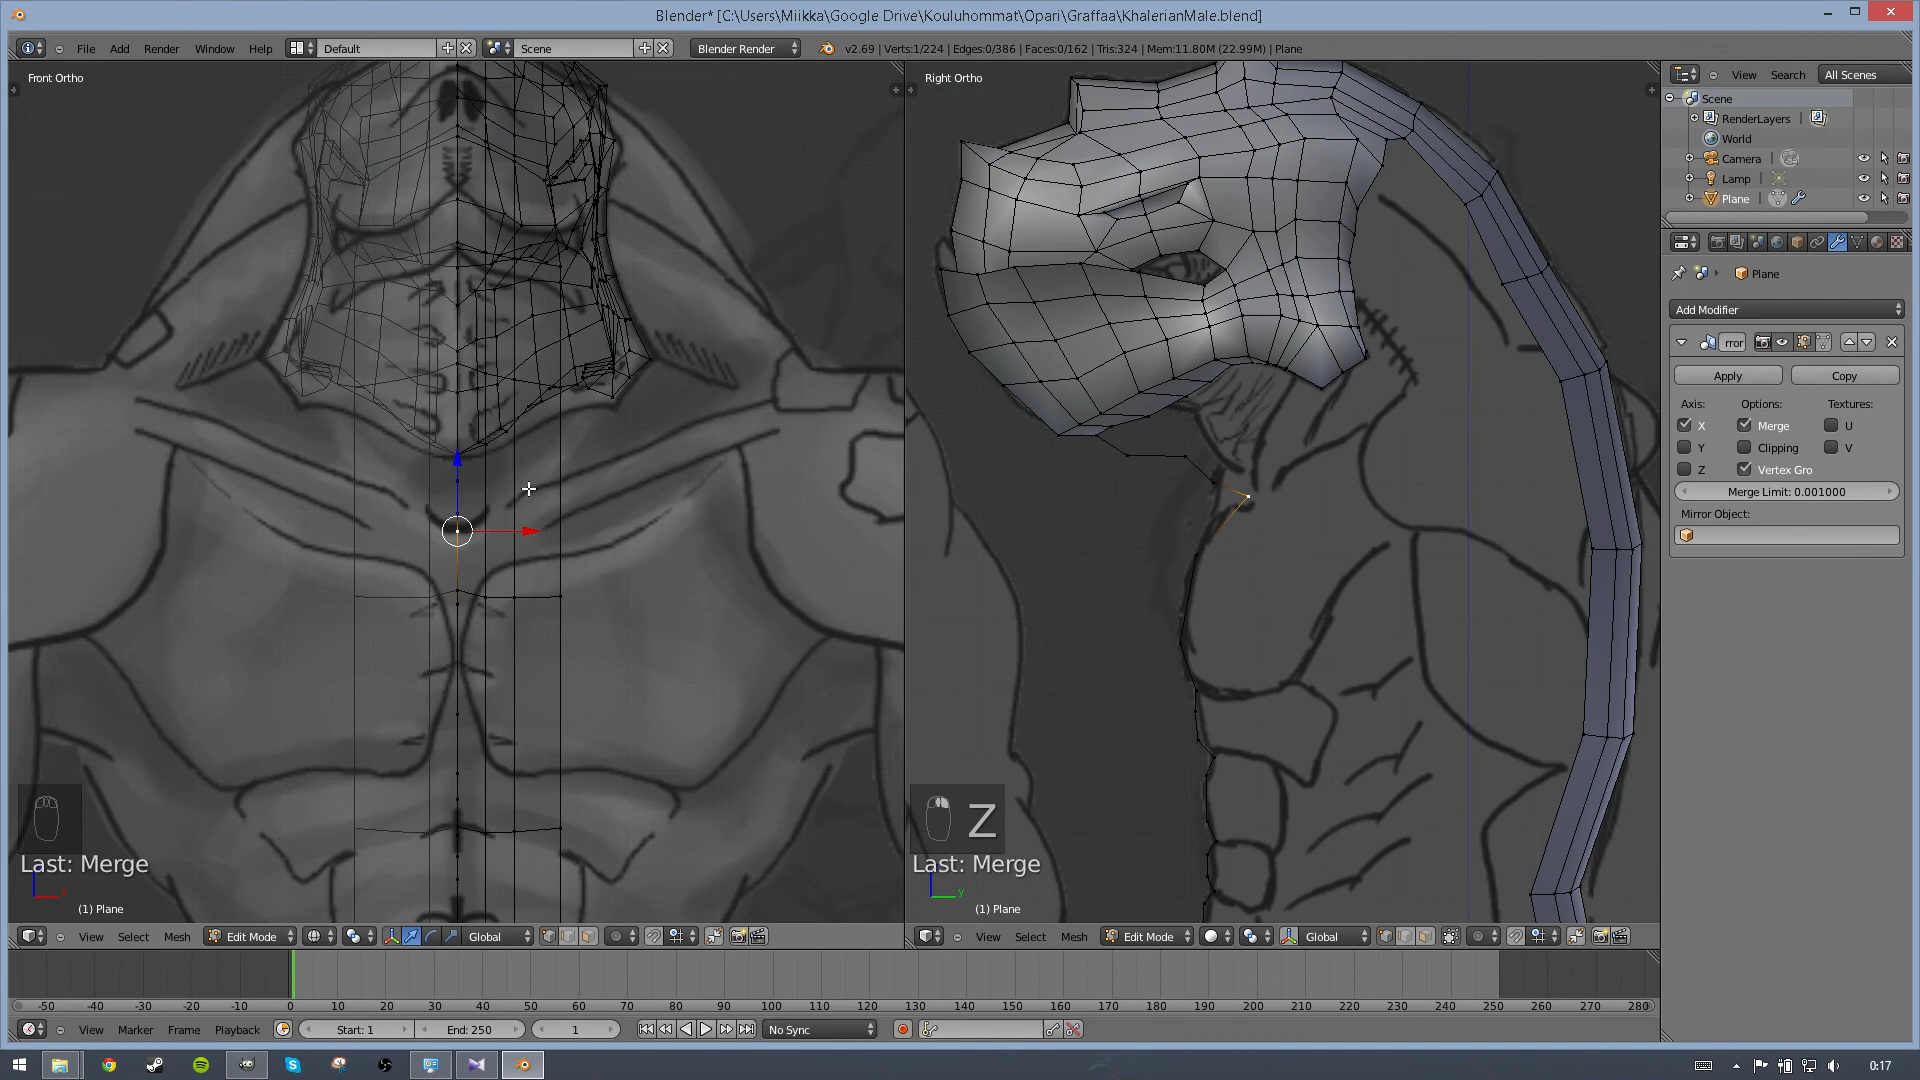 Blender* [C:\Users\Miikka\Google Drive\Kouluhommat\Opari\Graffaa\KhalerianMale.blend]
File Add Render Window Help Default Scene Blender Render v2.69 | Verts:1/224 | Edges:0/386 | Faces:0/162 | Tris:324 | Mem:11.80M (22.99M) | Plane
Front Ortho
Right Ortho
View Search All Scenes
Scene
RenderLayers
World
Camera
Lamp
Plane
Plane
Add Modifier
rror
Apply Copy
Axis: Options: Textures:
X Merge U
Y Clipping V
Z Vertex Gro
Merge Limit: 0.001000
Mirror Object:
Z
Last: Merge
Last: Merge
x
y
(1) Plane
(1) Plane
View Select Mesh Edit Mode Global
View Select Mesh Edit Mode Global
-50 -40 -30 -20 -10 0 10 20 30 40 50 60 70 80 90 100 110 120 130 140 150 160 170 180 190 200 210 220 230 240 250 260 270 280
View Marker Frame Playback Start: 1 End: 250 1 No Sync
0:17